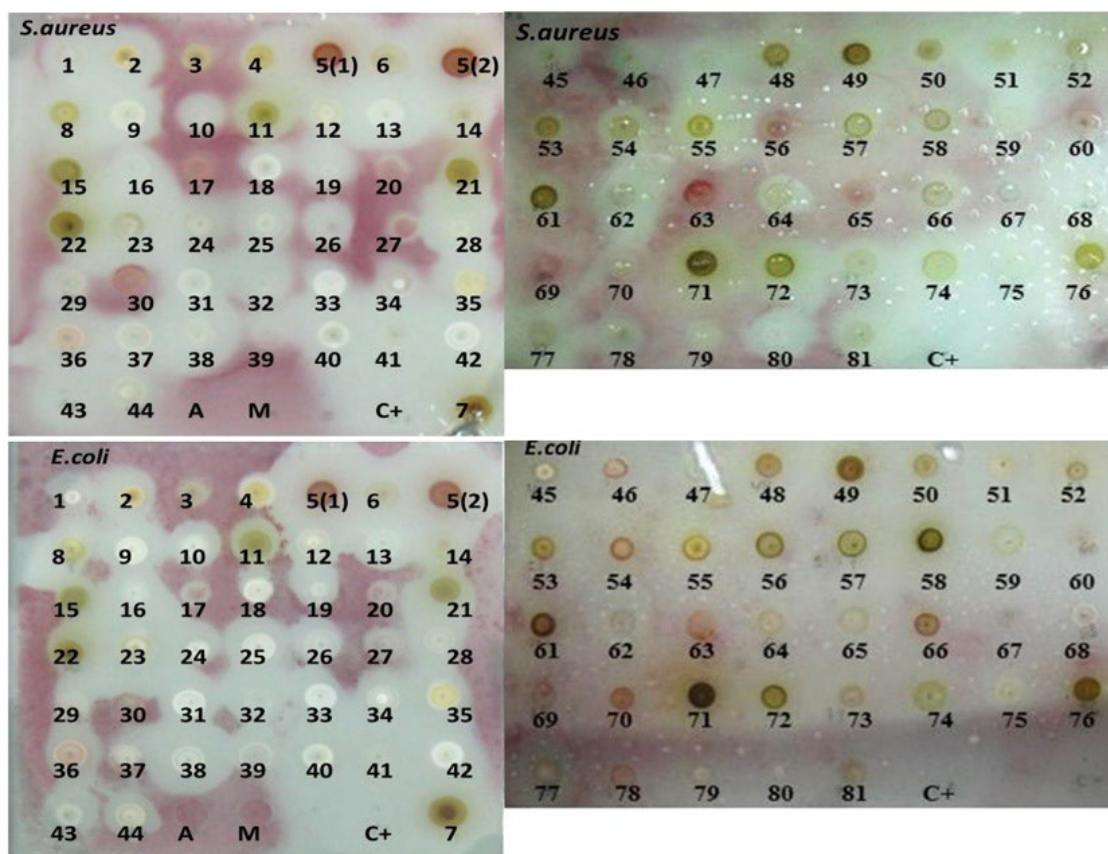 S.aureus
1 2 3 4 5(1) 6 5(2)
8 9 10 11 12 13 14
15 16 17 18 19 20 21
22 23 24 25 26 27 28
29 30 31 32 33 34 35
36 37 38 39 40 41 42
43 44 A M C+ 7
S.aureus
45 46 47 48 49 50 51 52
53 54 55 56 57 58 59 60
61 62 63 64 65 66 67 68
69 70 71 72 73 74 75 76
77 78 79 80 81 C+
E.coli
1 2 3 4 5(1) 6 5(2)
8 9 10 11 12 13 14
15 16 17 18 19 20 21
22 23 24 25 26 27 28
29 30 31 32 33 34 35
36 37 38 39 40 41 42
43 44 A M C+ 7
E.coli
45 46 47 48 49 50 51 52
53 54 55 56 57 58 59 60
61 62 63 64 65 66 67 68
69 70 71 72 73 74 75 76
77 78 79 80 81 C+